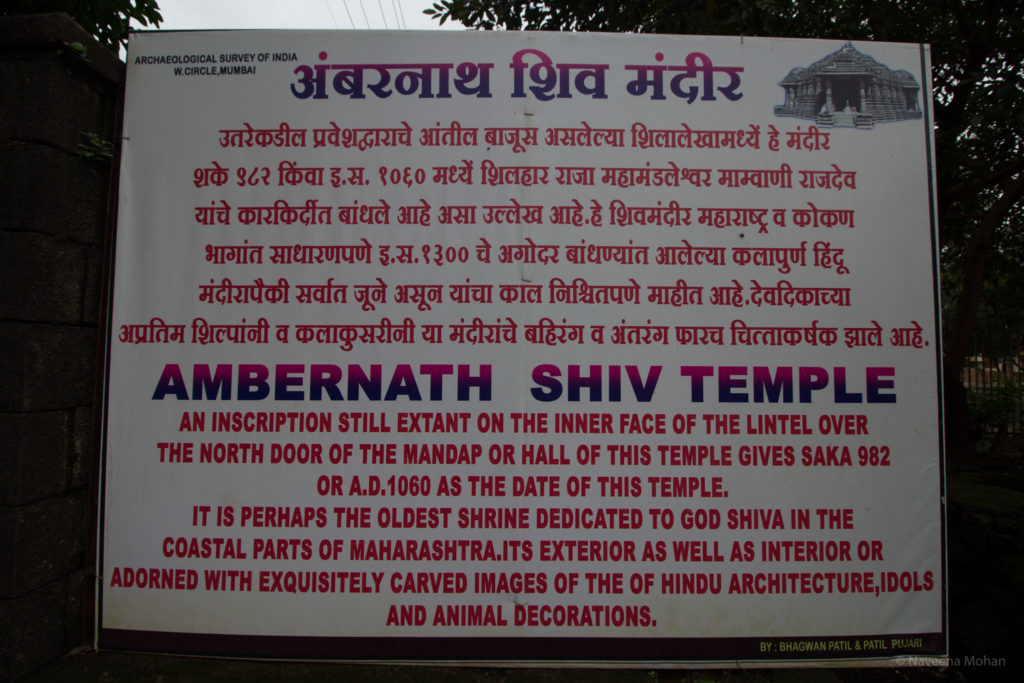 ARCHAEOLOGICAL SURVEY OF INDIA
W.CIRCLE,MUMBAI
अंबरनाथ शिव मंदीर
उतरेकडील प्रवेशद्वाराचे आंतील बाजूस असलेल्या शिलालेखामध्यें हे मंदीर
शके ९८२ किंवा इ.स. १०६० मध्यें शिलहार राजा महामंडलेश्वर माम्वाणी राजदेव
यांचे कारकिर्दीत बांधले आहे असा उल्लेख आहे.हे शिवमंदीर महाराष्ट्र व कोकण
भागांत साधारणपणे इ.स.१३०० चे अगोदर बांधण्यांत आलेल्या कलापुर्ण हिंदू
मंदीरापैकी सर्वात जूने असून यांचा काल निश्चितपणे माहीत आहे.देवदिकाच्या
अप्रतिम शिल्पांनी व कलाकुसरीनी या मंदीरांचे बहिरंग व अंतरंग फारच चित्ताकर्षक झाले आहे.
AMBERNATH SHIV TEMPLE
AN INSCRIPTION STILL EXTANT ON THE INNER FACE OF THE LINTEL OVER
THE NORTH DOOR OF THE MANDAP OR HALL OF THIS TEMPLE GIVES SAKA 982
OR A.D.1060 AS THE DATE OF THIS TEMPLE.
IT IS PERHAPS THE OLDEST SHRINE DEDICATED TO GOD SHIVA IN THE
COASTAL PARTS OF MAHARASHTRA.ITS EXTERIOR AS WELL AS INTERIOR OR
ADORNED WITH EXQUISITELY CARVED IMAGES OF THE OF HINDU ARCHITECTURE,IDOLS
AND ANIMAL DECORATIONS.
BY : BHAGWAN PATIL & PATIL PUJARI
© Naveena Mohan